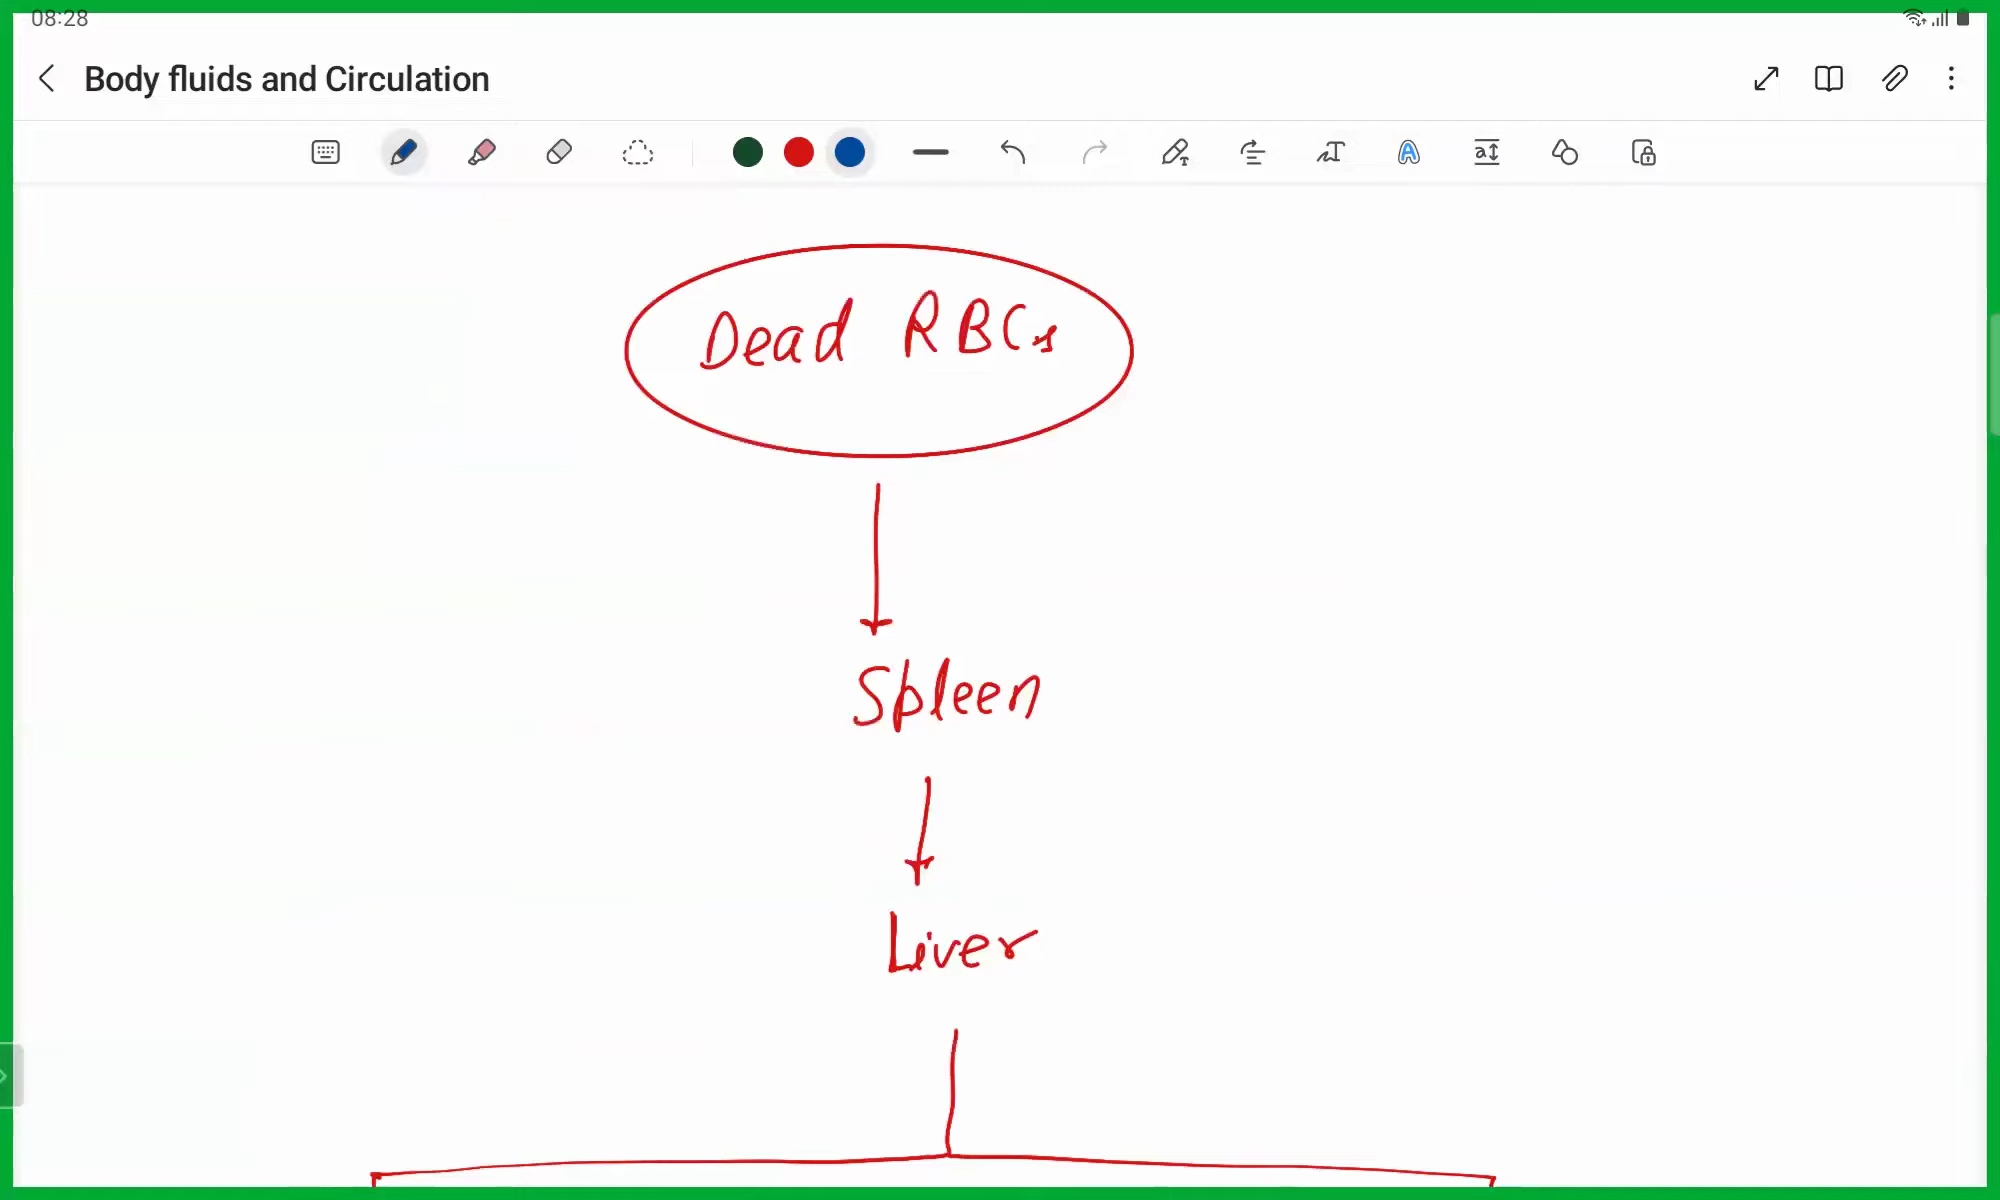 08:28
Body fluids and Circulation
Dead RBCs
Spleen
Liver